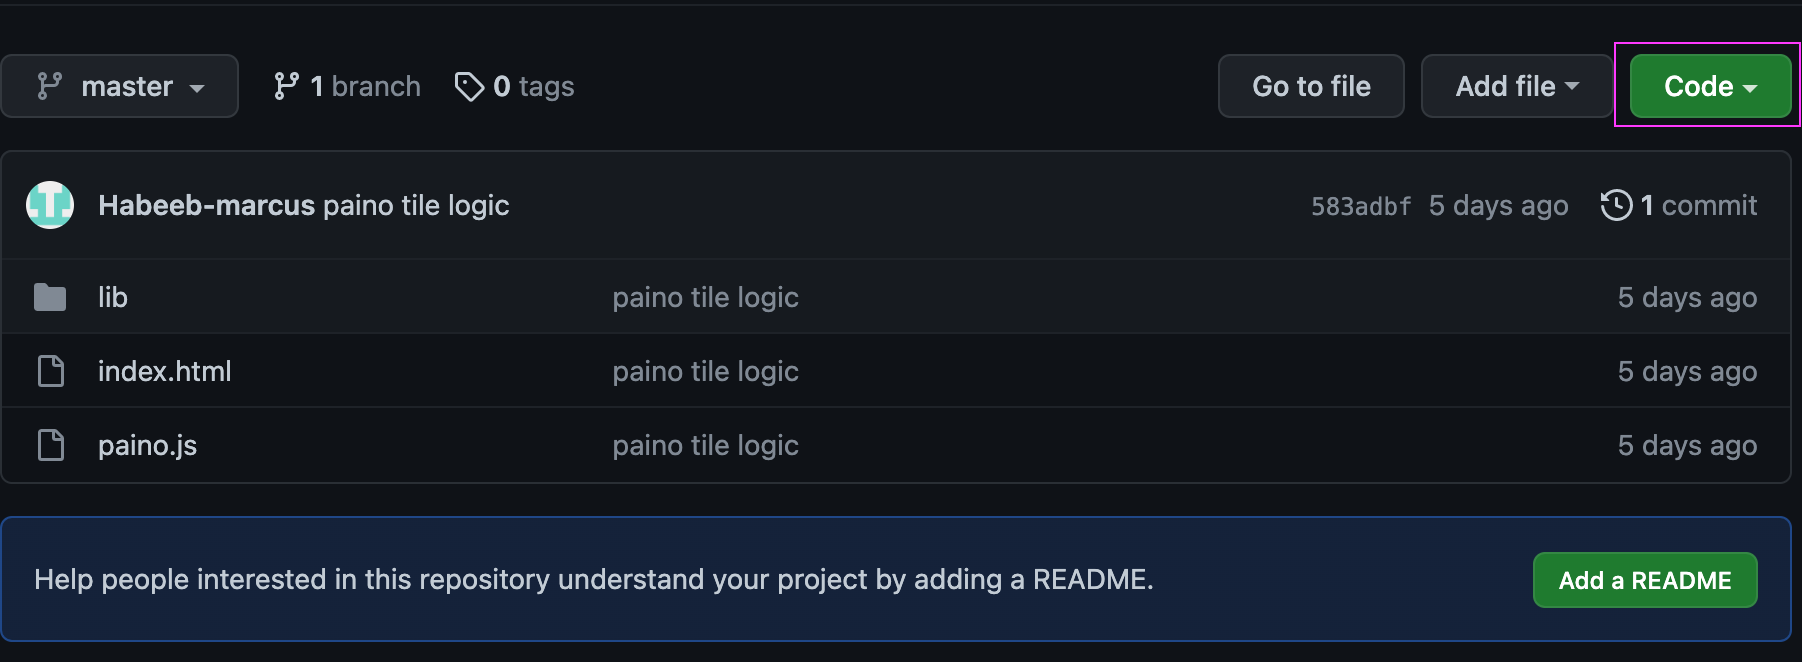 master 1 branch 0 tags Go to file Add file Code
Habeeb-marcus paino tile logic 583adbf 5 days ago 1 commit
lib paino tile logic 5 days ago
index.html paino tile logic 5 days ago
paino.js paino tile logic 5 days ago
Help people interested in this repository understand your project by adding a README. Add a README